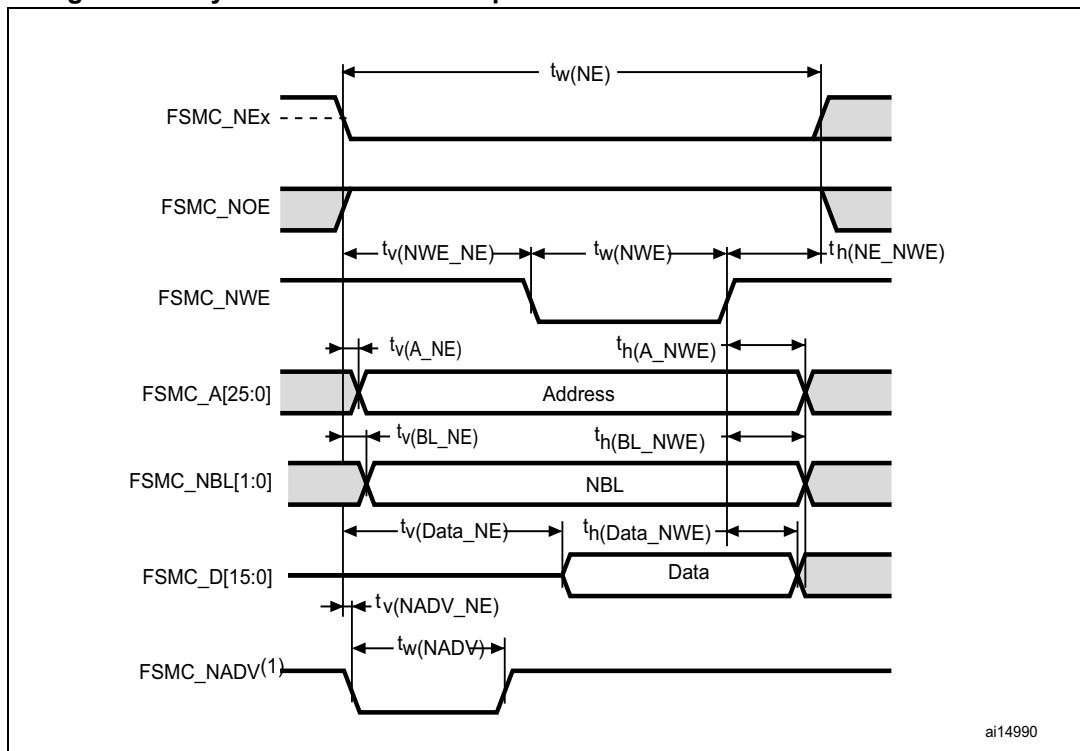 tw(NE)
FSMC_NEx
FSMC_NOE
tv(NWE_NE)
tw(NWE)
th(NE_NWE)
FSMC_NWE
tv(A_NE)
th(A_NWE)
FSMC_A[25:0]
Address
tv(BL_NE)
th(BL_NWE)
FSMC_NBL[1:0]
NBL
tv(Data_NE)
th(Data_NWE)
FSMC_D[15:0]
Data
tv(NADV_NE)
tw(NADV)
FSMC_NADV(1)
ai14990